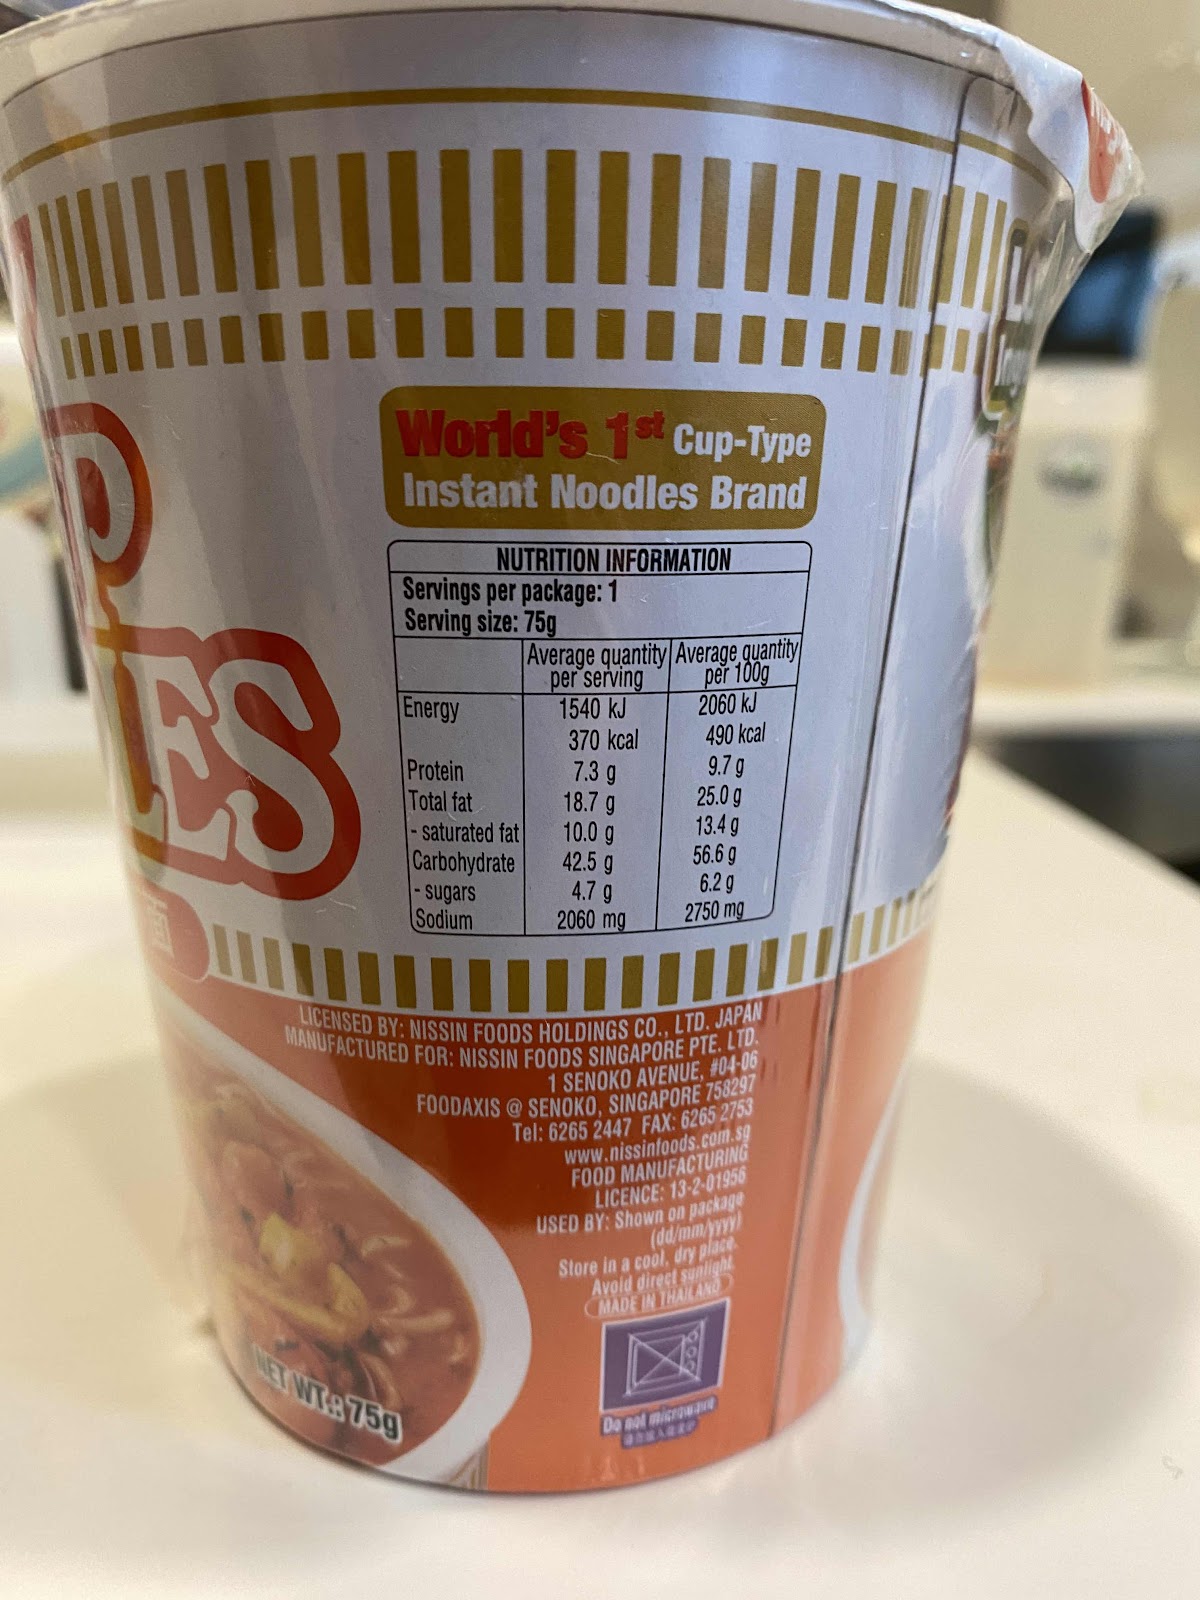 P
LES
World's 1st Cup-Type
Instant Noodles Brand
NUTRITION INFORMATION
Servings per package: 1
Serving size: 75g
Average quantity per serving Average quantity per 100g
Energy 1540 kJ 2060 kJ
370 kcal 490 kcal
Protein 7.3 g 9.7 g
Total fat 18.7 g 25.0 g
- saturated fat 10.0 g 13.4 g
Carbohydrate 42.5 g 56.6 g
- sugars 4.7 g 6.2 g
Sodium 2060 mg 2750 mg
LICENSED BY: NISSIN FOODS HOLDINGS CO., LTD. JAPAN
MANUFACTURED FOR: NISSIN FOODS SINGAPORE PTE. LTD.
1 SENOKO AVENUE, #04-06
FOODAXIS @ SENOKO, SINGAPORE 758297
Tel: 6265 2447 FAX: 6265 2753
www.nissinfoods.com.sg
FOOD MANUFACTURING
LICENCE: 13-2-01956
USED BY: Shown on package
(dd/mm/yyyy)
Store in a cool, dry place.
Avoid direct sunlight.
MADE IN THAILAND
Do not microwave
NET WT.: 75g